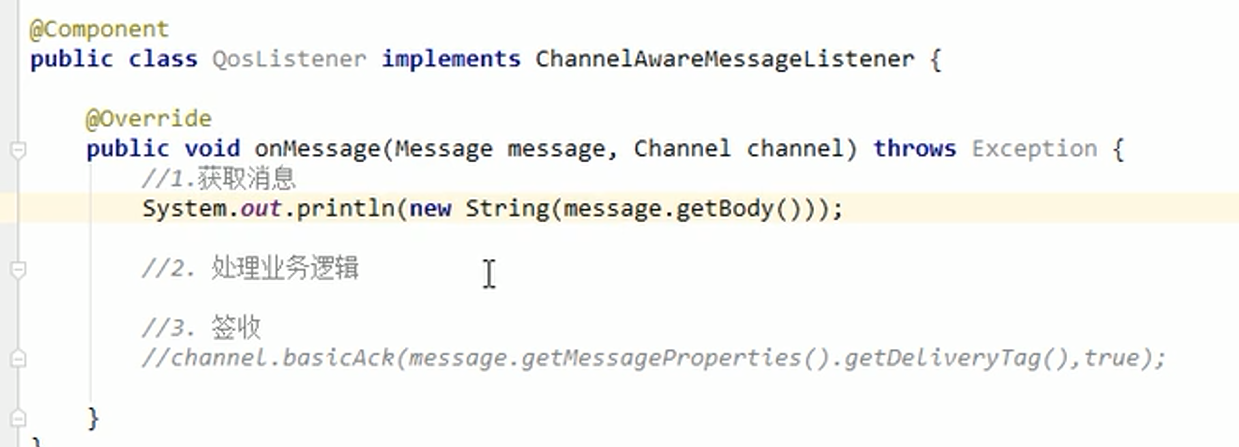 @Component
public class QosListener implements ChannelAwareMessageListener {
@Override
public void onMessage(Message message, Channel channel) throws Exception {
//1.获取消息
System.out.println(new String(message.getBody()));
//2. 处理业务逻辑
//3. 签收
//channel.basicAck(message.getMessageProperties().getDeliveryTag(),true);
}
}